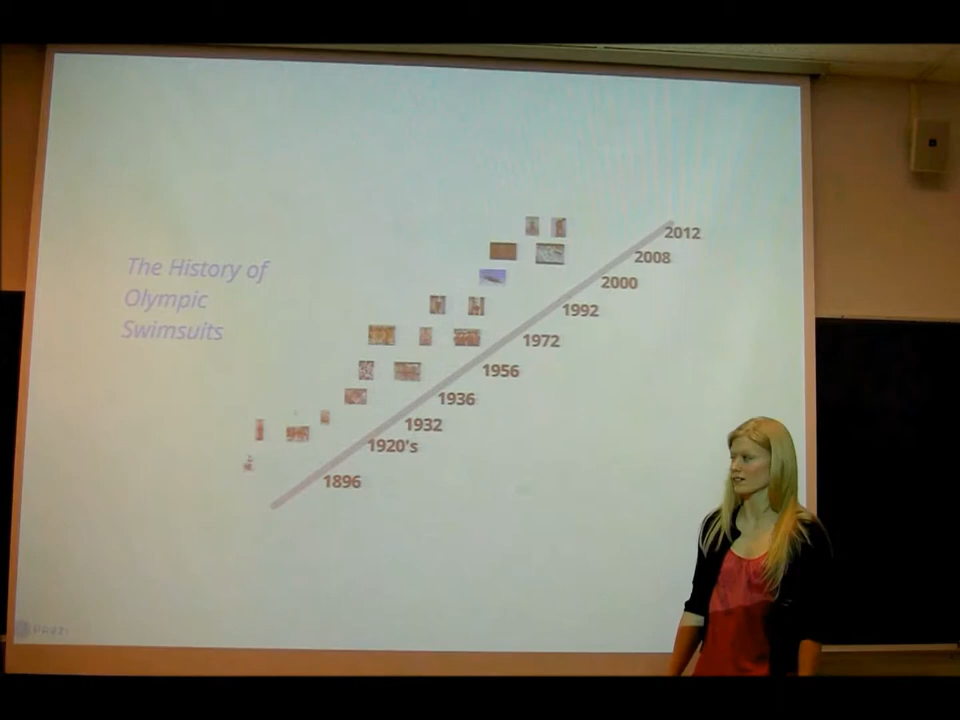 The History of
Olympic
Swimsuits
2012
2008
2000
1992
1972
1956
1936
1932
1920's
1896
Prezi